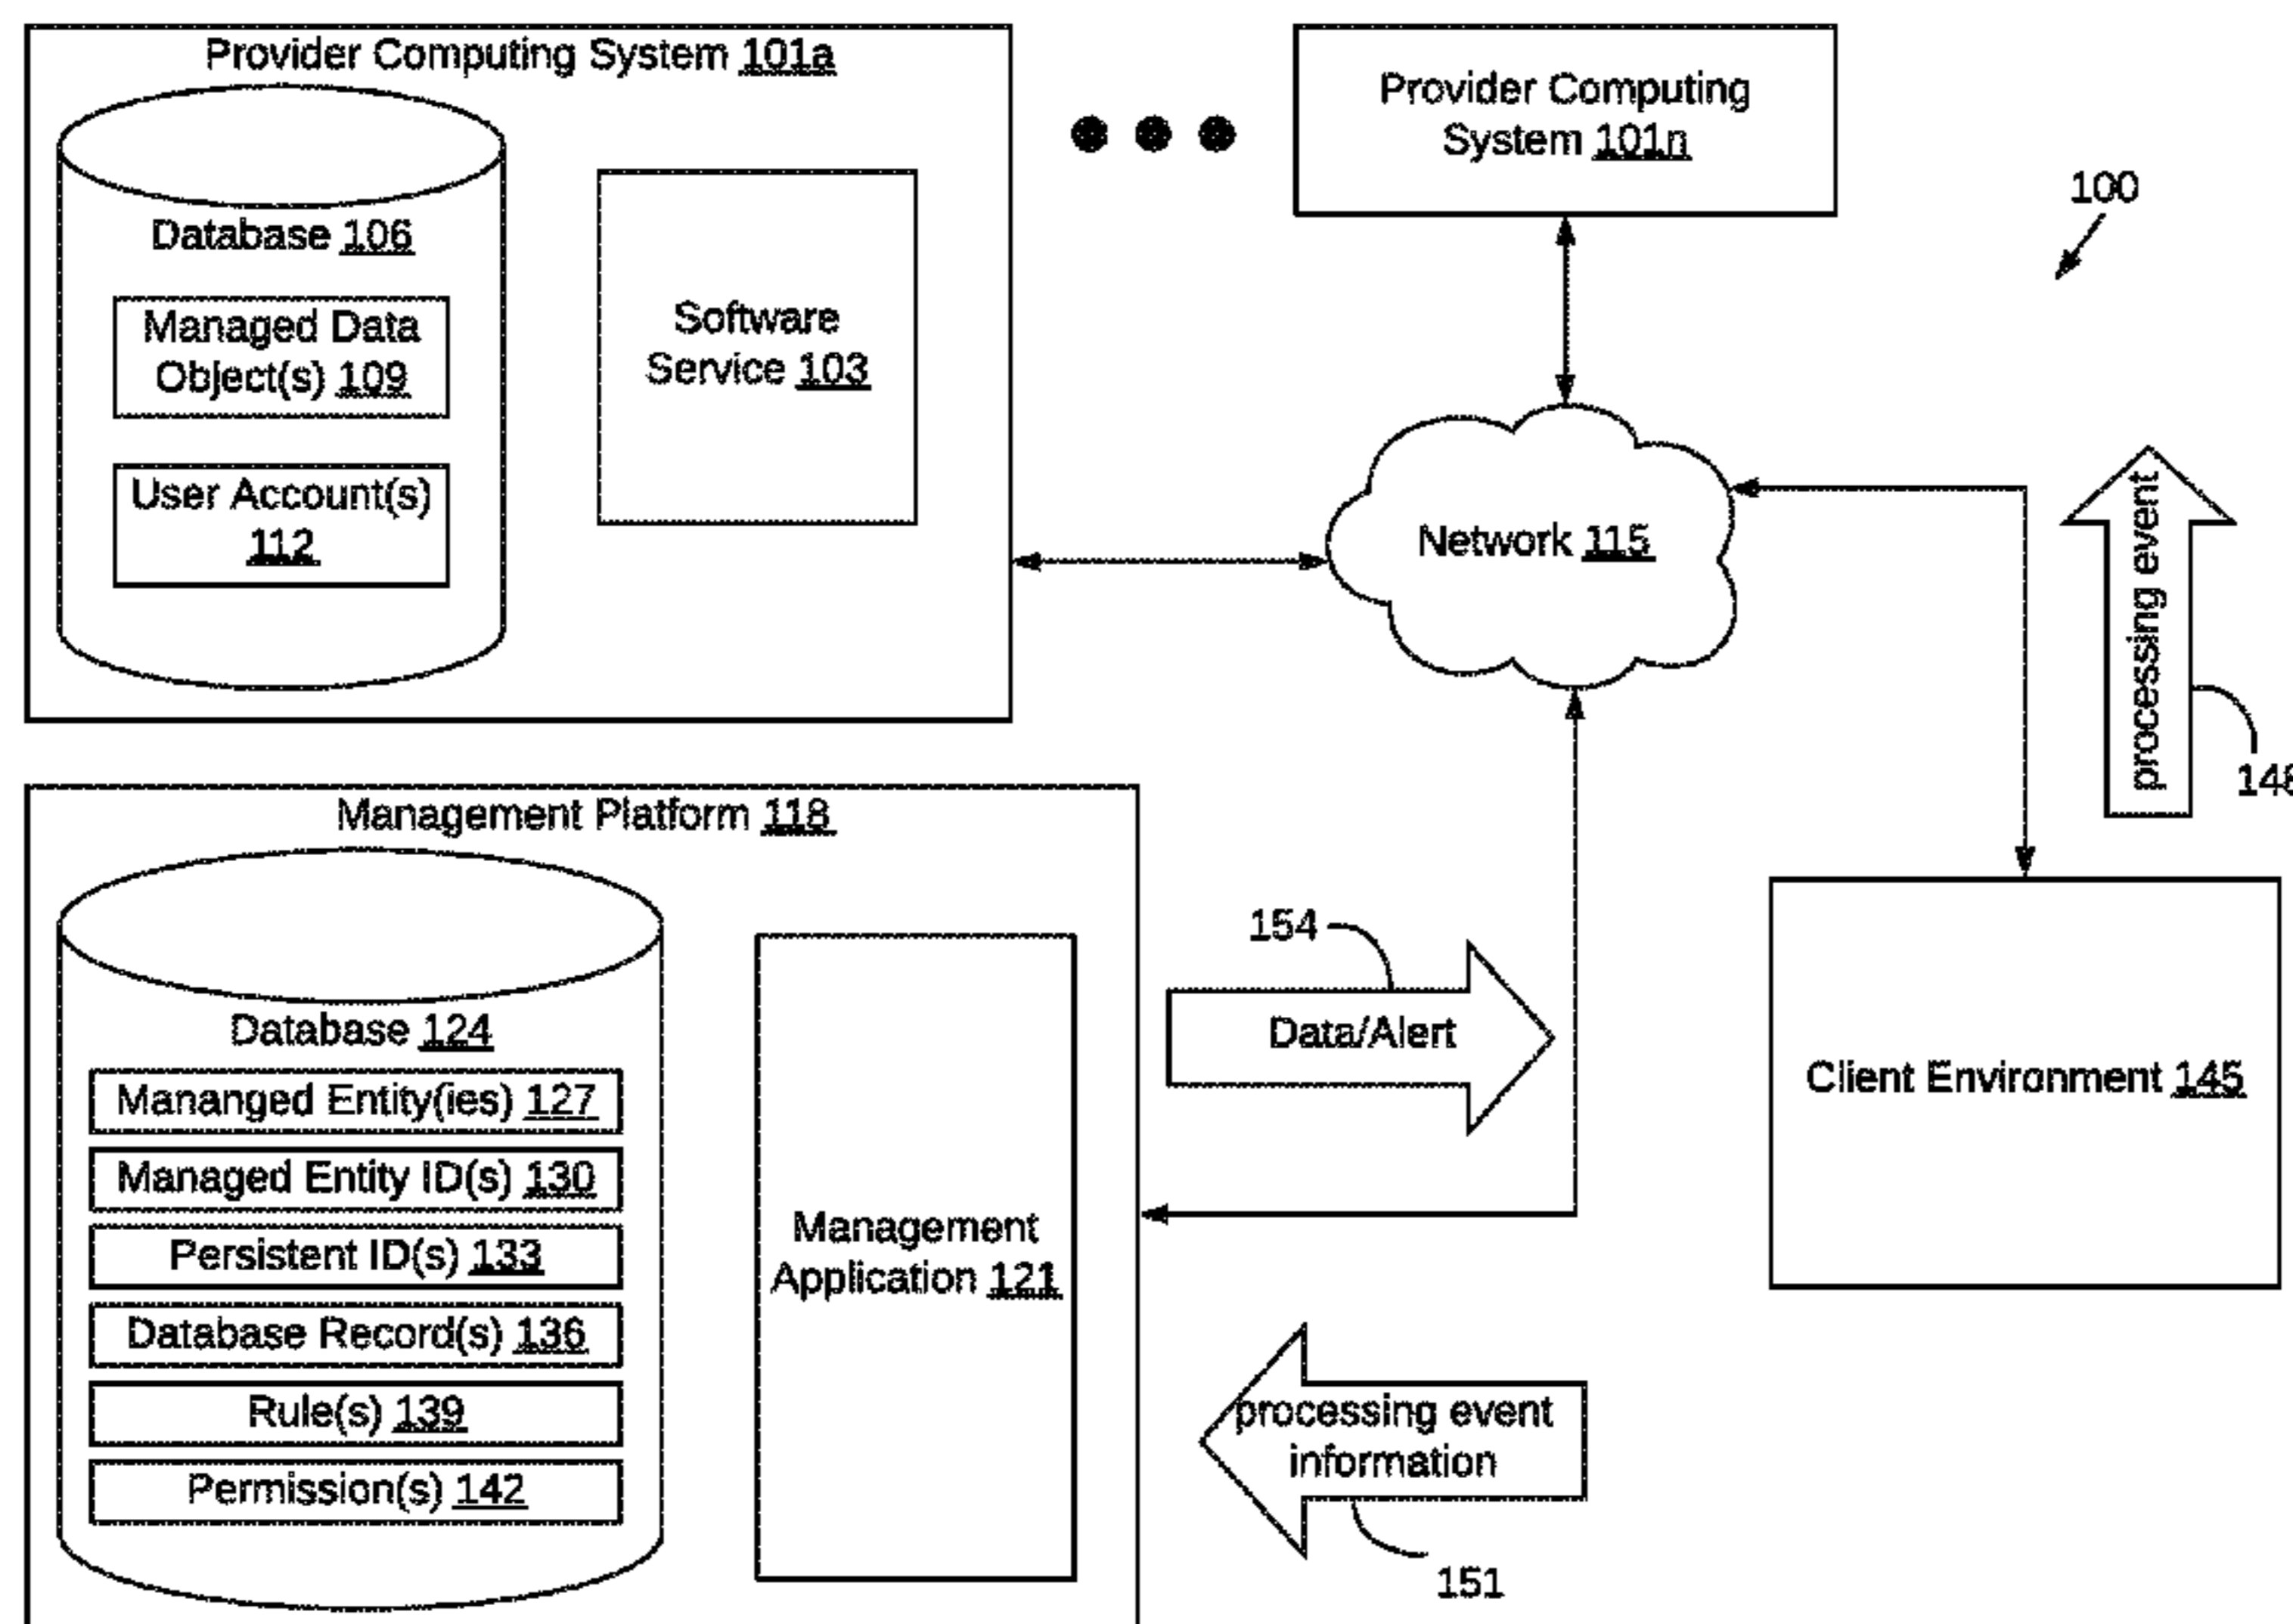 Provider Computing System 101a
Database 106
Managed Data
Object(s) 109
User Account(s)
112
Software
Service 103
Provider Computing
System 101n
100
Network 115
processing event
148
Management Platform 118
Database 124
Mananged Entity(ies) 127
Managed Entity ID(s) 130
Persistent ID(s) 133
Database Record(s) 136
Rule(s) 139
Permission(s) 142
Management
Application 121
154
Data/Alert
Client Environment 145
processing event
information
151